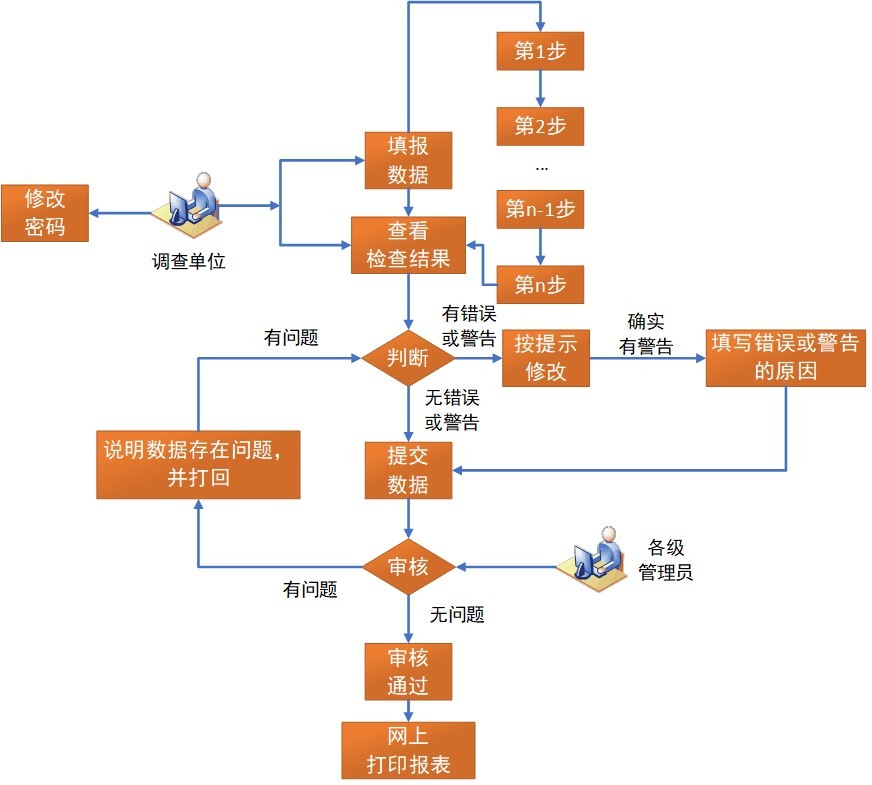 第1步
第2步
...
第n-1步
第n步
填报
数据
修改
密码
调查单位
查看
检查结果
有错误
或警告
确实
有警告
有问题
判断
按提示
修改
填写错误或警告
的原因
无错误
或警告
说明数据存在问题，
并打回
提交
数据
审核
各级
管理员
有问题
无问题
审核
通过
网上
打印报表